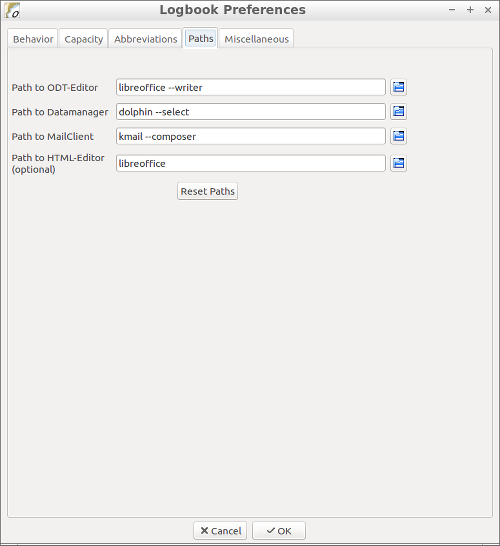 Logbook Preferences
Behavior Capacity Abbreviations Paths Miscellaneous
Path to ODT-Editor libreoffice --writer
Path to Datamanager dolphin --select
Path to MailClient kmail --composer
Path to HTML-Editor
(optional) libreoffice
Reset Paths
Cancel OK